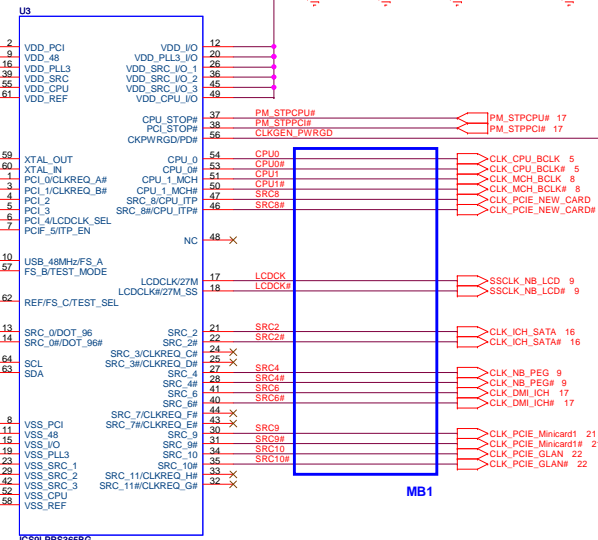 U3
2 VDD_PCI VDD_I/O 12
9 VDD_48 VDD_PLL3_I/O 20
16 VDD_PLL3 VDD_SRC_I/O_1 26
39 VDD_SRC VDD_SRC_I/O_2 36
55 VDD_CPU VDD_SRC_I/O_3 45
61 VDD_REF VDD_CPU_I/O 49
CPU_STOP# 37 PM_STPCPU# PM_STPCPU# 17
PCI_STOP# 38 PM_STPPCI# PM_STPPCI# 17
CKPWRGD/PD# 56 CLKGEN_PWRGD
59 XTAL_OUT CPU_0 54 CPU0 CLK_CPU_BCLK 5
60 XTAL_IN CPU_0# 53 CPU0# CLK_CPU_BCLK# 5
1 PCI_0/CLKREQ_A# CPU_1_MCH 51 CPU1 CLK_MCH_BCLK 8
3 PCI_1/CLKREQ_B# CPU_1_MCH# 50 CPU1# CLK_MCH_BCLK# 8
4 PCI_2 SRC_8/CPU_ITP 47 SRC8 CLK_PCIE_NEW_CARD
5 PCI_3 SRC_8#/CPU_ITP# 46 SRC8# CLK_PCIE_NEW_CARD#
6 PCI_4/LCDCLK_SEL
7 PCIF_5/ITP_EN
NC 48
10 USB_48MHz/FS_A
57 FS_B/TEST_MODE
LCDCLK/27M 17 LCDCK SSCLK_NB_LCD 9
LCDCLK#/27M_SS 18 LCDCK# SSCLK_NB_LCD# 9
62 REF/FS_C/TEST_SEL
13 SRC_0/DOT_96 SRC_2 21 SRC2 CLK_ICH_SATA 16
14 SRC_0#/DOT_96# SRC_2# 22 SRC2# CLK_ICH_SATA# 16
SRC_3/CLKREQ_C# 24
64 SCL SRC_3#/CLKREQ_D# 25
63 SDA SRC_4 27 SRC4 CLK_NB_PEG 9
SRC_4# 28 SRC4# CLK_NB_PEG# 9
SRC_6 41 SRC6 CLK_DMI_ICH 17
SRC_6# 40 SRC6# CLK_DMI_ICH# 17
SRC_7/CLKREQ_F# 44
8 VSS_PCI SRC_7#/CLKREQ_E# 43
11 VSS_48 SRC_9 30 SRC9 CLK_PCIE_Minicard1 21
15 VSS_I/O SRC_9# 31 SRC9# CLK_PCIE_Minicard1# 2
19 VSS_PLL3 SRC_10 34 SRC10 CLK_PCIE_GLAN 22
23 VSS_SRC_1 SRC_10# 35 SRC10# CLK_PCIE_GLAN# 22
29 VSS_SRC_2 SRC_11/CLKREQ_H# 33
42 VSS_SRC_3 SRC_11#/CLKREQ_G# 32
52 VSS_CPU
58 VSS_REF
MB1